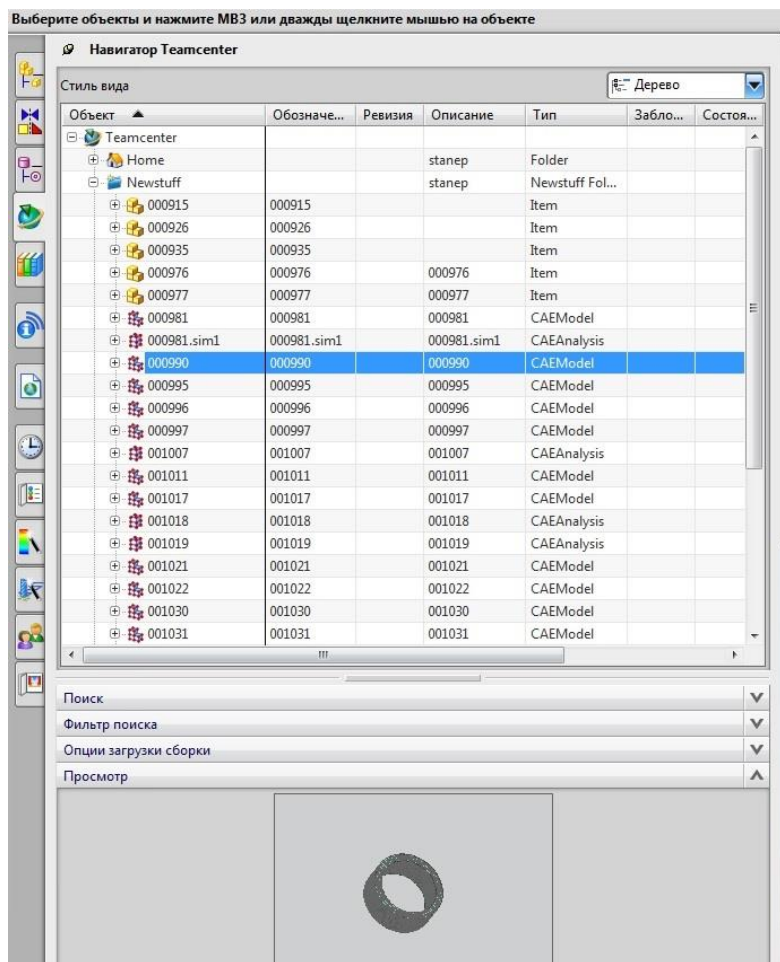 Выберите объекты и нажмите МВ3 или дважды щелкните мышью на объекте
Навигатор Teamcenter
Стиль вида Дерево
Объект Обозначе... Ревизия Описание Тип Забло... Состоя...
Teamcenter
Home stanep Folder
Newstuff stanep Newstuff Fol...
000915 000915 Item
000926 000926 Item
000935 000935 Item
000976 000976 000976 Item
000977 000977 000977 Item
000981 000981 000981 CAEModel
000981.sim1 000981.sim1 000981.sim1 CAEAnalysis
000990 000990 000990 CAEModel
000995 000995 000995 CAEModel
000996 000996 000996 CAEModel
000997 000997 000997 CAEModel
001007 001007 001007 CAEAnalysis
001011 001011 001011 CAEModel
001017 001017 001017 CAEModel
001018 001018 001018 CAEAnalysis
001019 001019 001019 CAEAnalysis
001021 001021 001021 CAEModel
001022 001022 001022 CAEModel
001030 001030 001030 CAEModel
001031 001031 001031 CAEModel
Поиск
Фильтр поиска
Опции загрузки сборки
Просмотр